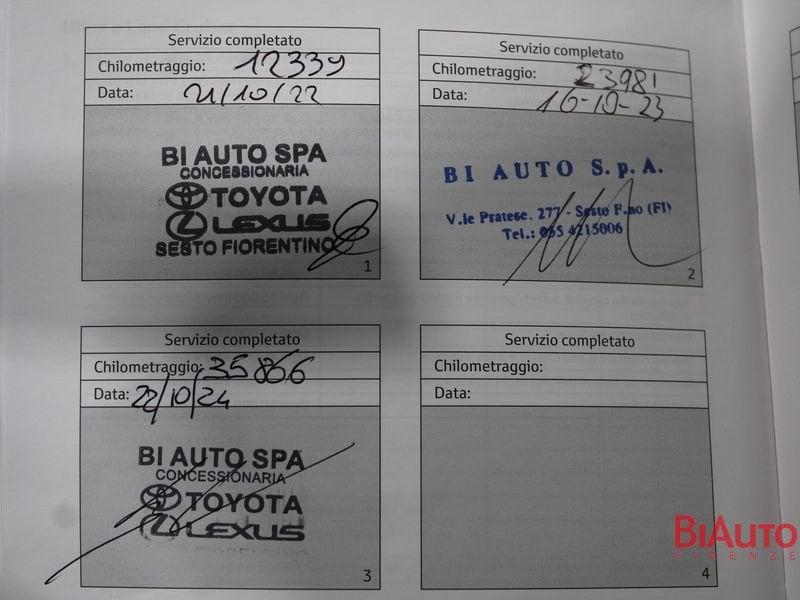 Servizio completato
Chilometraggio: 12339
Data: 21/10/22
BI AUTO SPA
CONCESSIONARIA
TOYOTA
LEXUS
SESTO FIORENTINO
1
Servizio completato
Chilometraggio: 23981
Data: 16-10-23
BI AUTO S.p.A.
V.le Pratese, 277 - Sesto F.no (FI)
Tel.: 055 4215006
2
Servizio completato
Chilometraggio: 35866
Data: 22/10/24
BI AUTO SPA
CONCESSIONARIA
TOYOTA
LEXUS
FIORENTINO
3
Servizio completato
Chilometraggio:
Data:
4
BIAUTO
FIRENZE